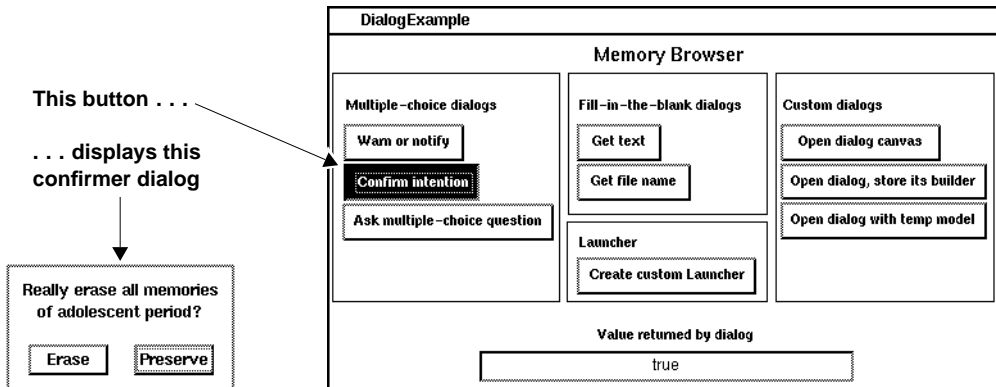 DialogExample
Memory Browser
This button . . .
. . . displays this
confirmer dialog
Multiple-choice dialogs
Warn or notify
Confirm intention
Ask multiple-choice question
Fill-in-the-blank dialogs
Get text
Get file name
Launcher
Create custom Launcher
Custom dialogs
Open dialog canvas
Open dialog, store its builder
Open dialog with temp model
Really erase all memories
of adolescent period?
Erase
Preserve
Value returned by dialog
true